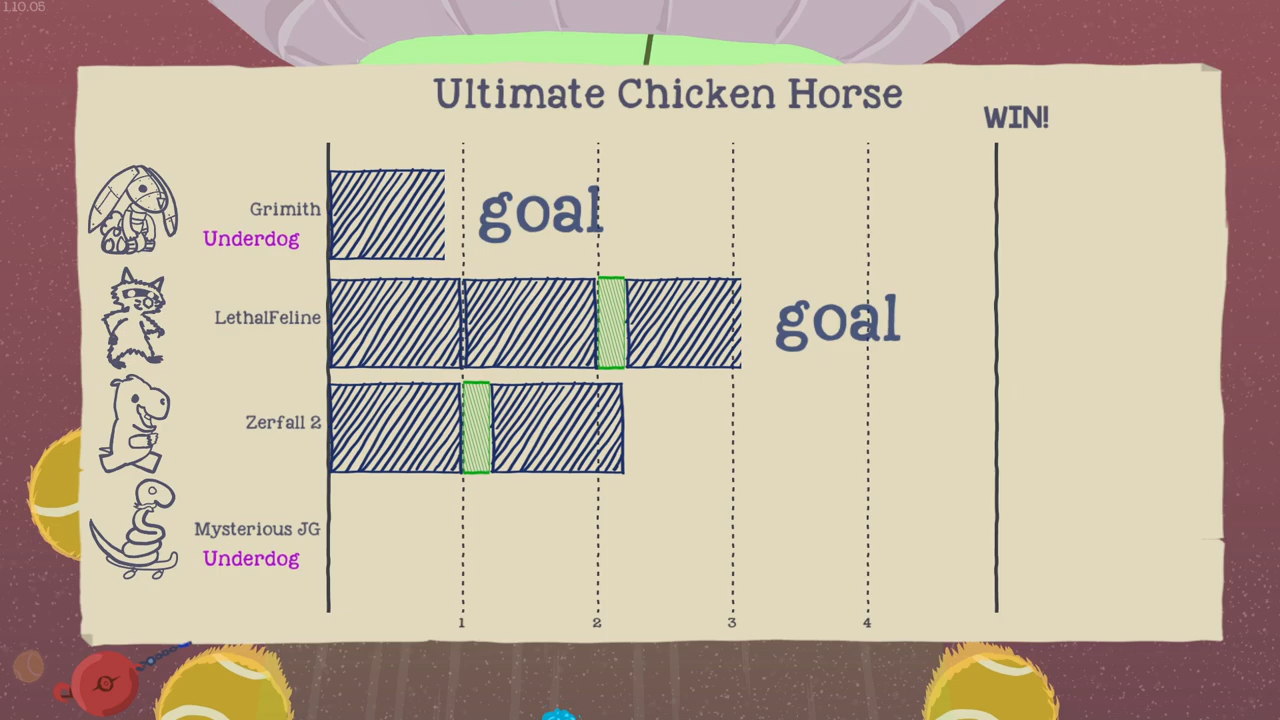 1.10.05
Ultimate Chicken Horse
WIN!
Grimith
Underdog
goal
LethalFeline
goal
Zerfall 2
Mysterious JG
Underdog
1 2 3 4